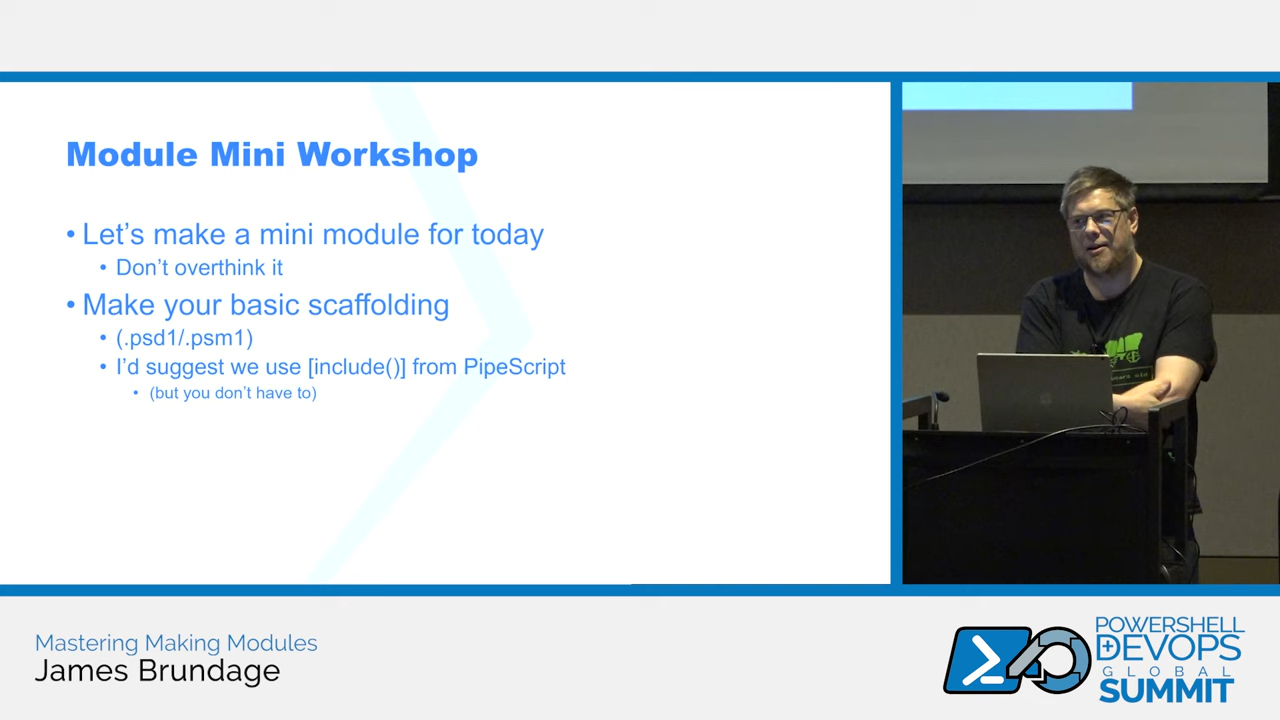 Module Mini Workshop
• Let’s make a mini module for today
• Don’t overthink it
• Make your basic scaffolding
• (.psd1/.psm1)
• I’d suggest we use [include()] from PipeScript
• (but you don’t have to)
Mastering Making Modules
James Brundage
POWERSHELL
DEVOPS
GLOBAL
SUMMIT